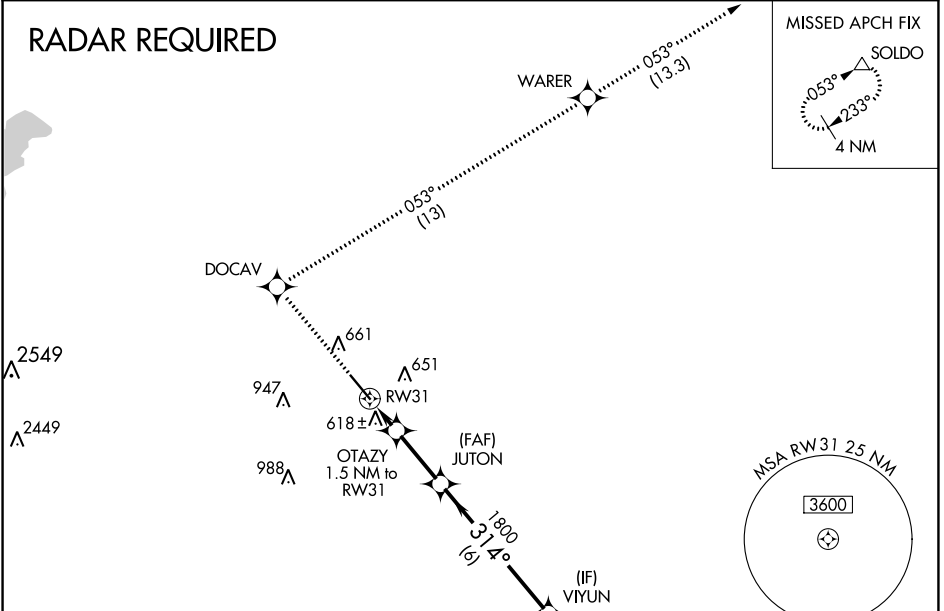 RADAR REQUIRED
MISSED APCH FIX
SOLDO
053°
233°
4 NM
053°
(13.3)
WARER
053°
(13)
DOCAV
661
651
2549
947
RW31
618±
2449
OTAZY
1.5 NM to
RW31
(FAF)
JUTON
988
1800
314°
(6)
(IF)
VIYUN
MSA RW31 25 NM
3600